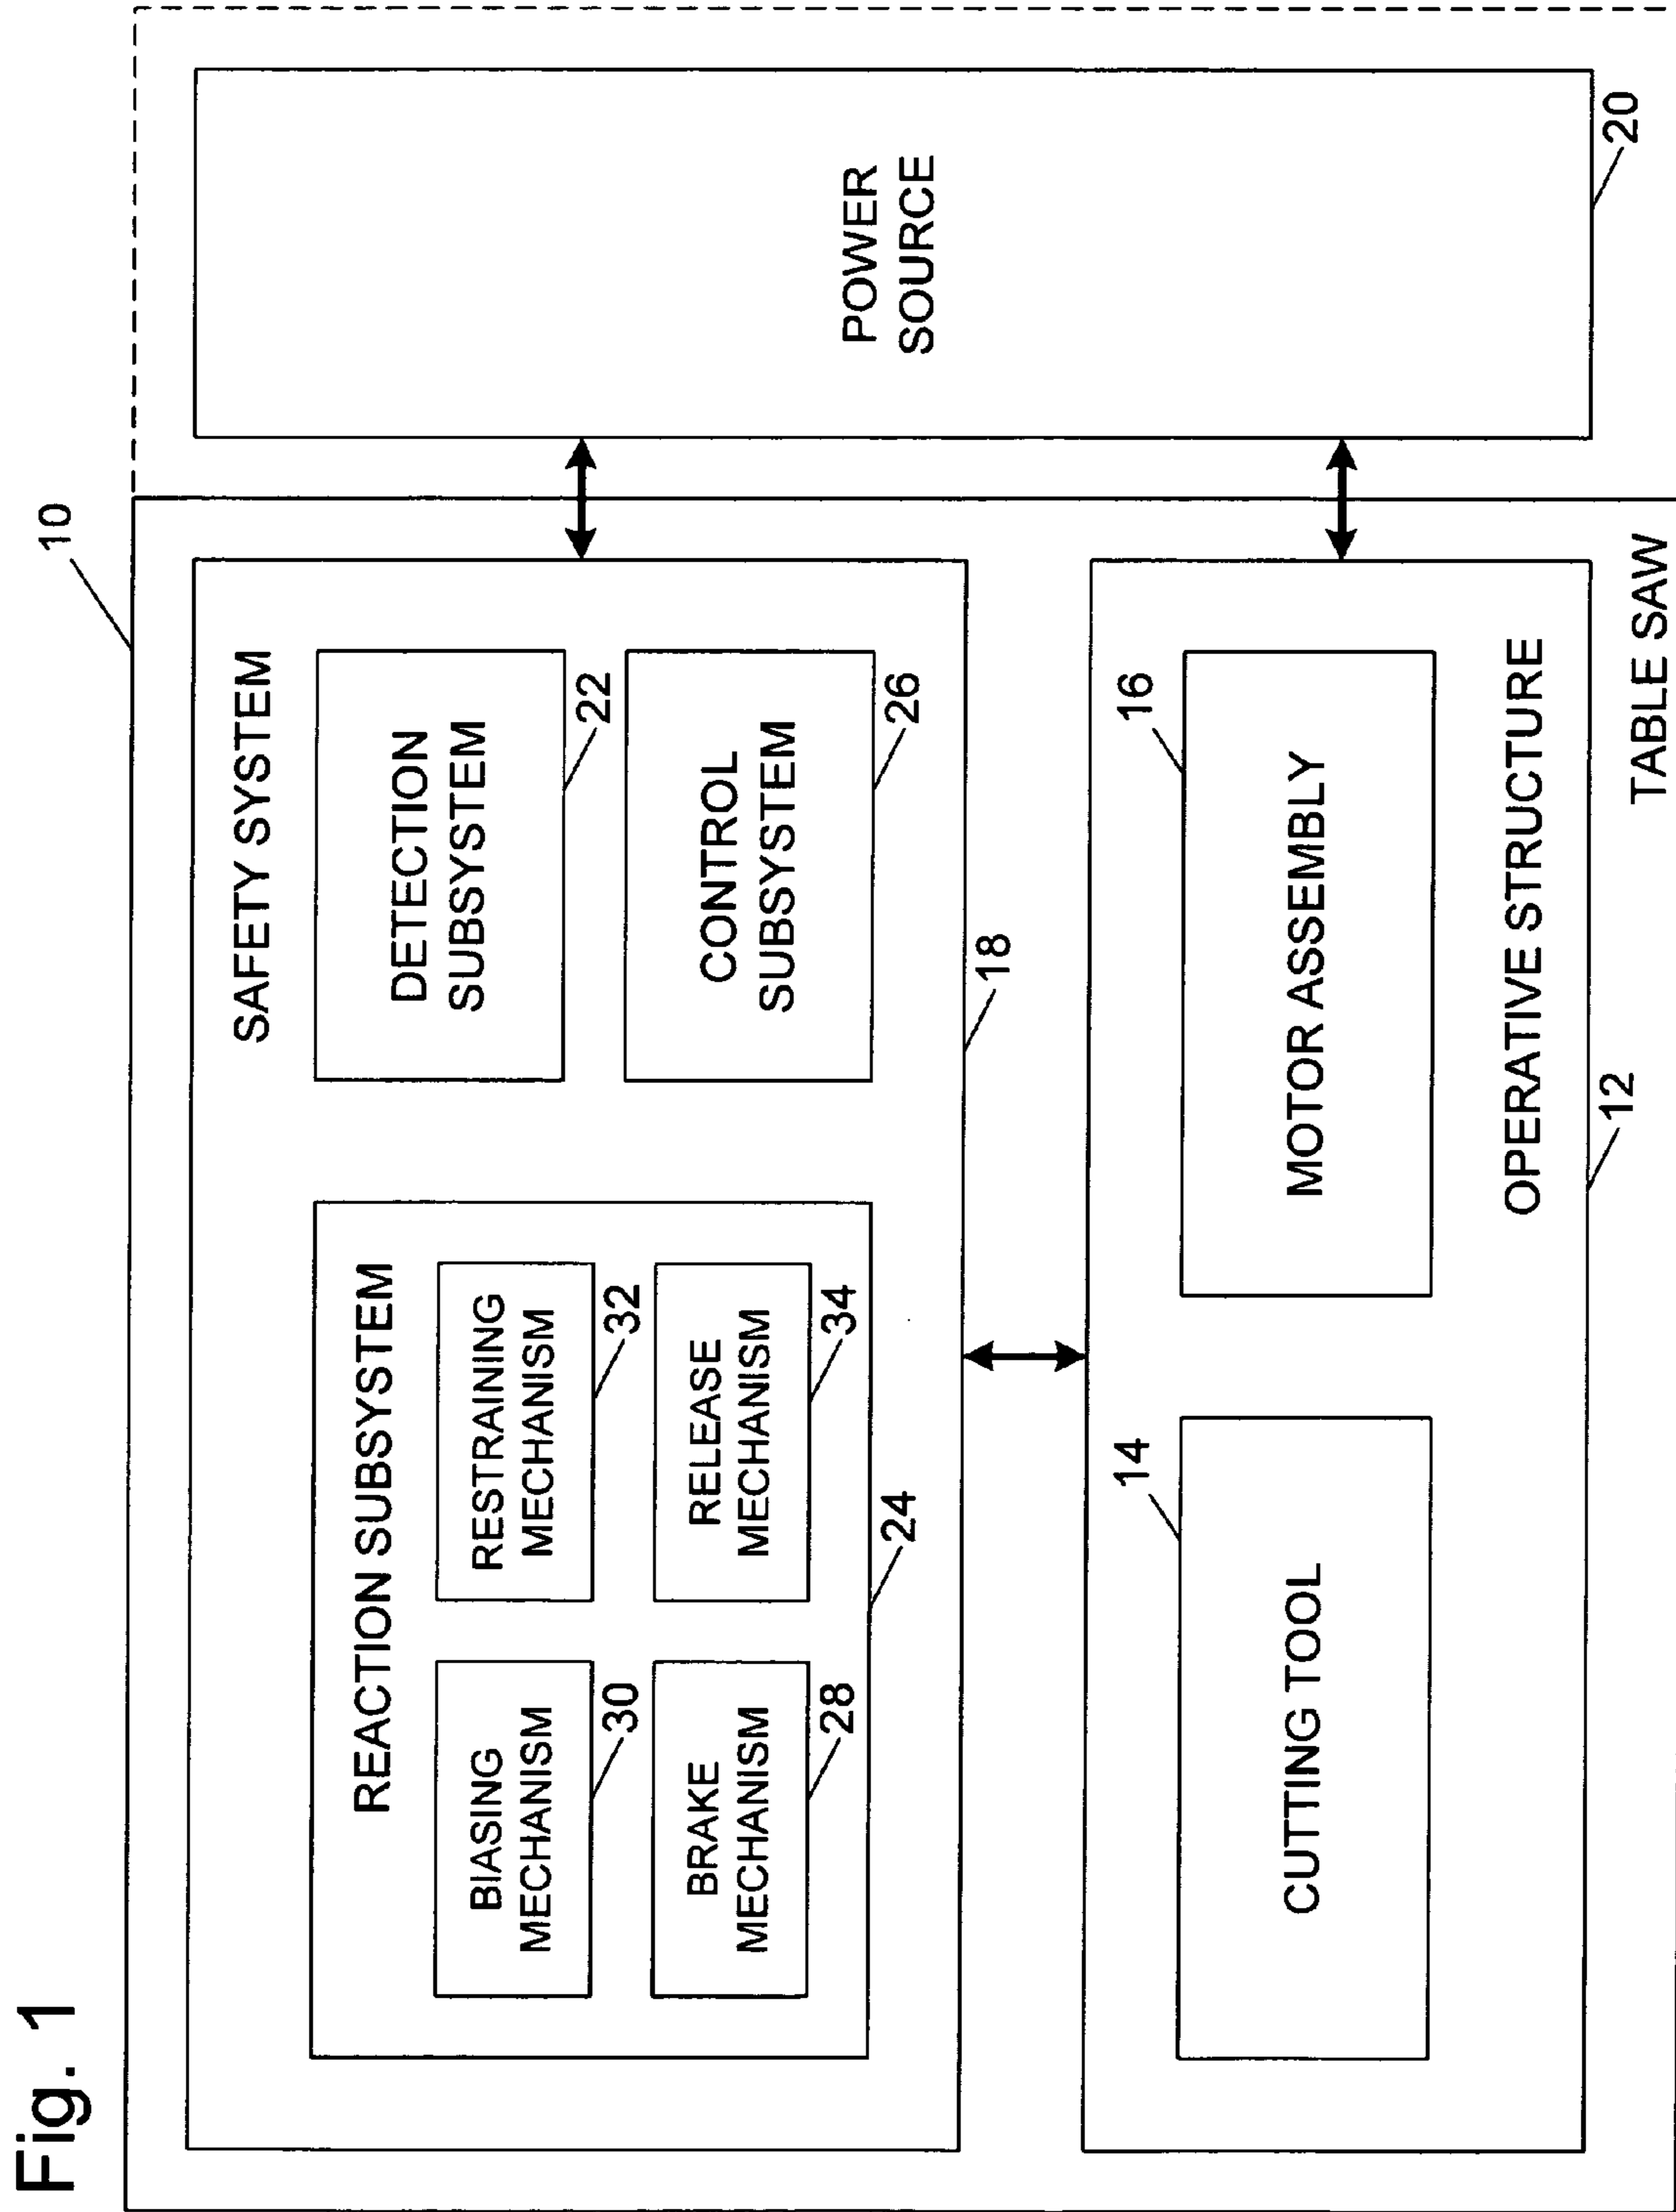 Fig. 1
10
SAFETY SYSTEM
REACTION SUBSYSTEM
BIASING
MECHANISM
30
RESTRAINING
MECHANISM
32
BRAKE
MECHANISM
28
RELEASE
MECHANISM
34
24
DETECTION
SUBSYSTEM
22
CONTROL
SUBSYSTEM
26
18
14
CUTTING TOOL
16
MOTOR ASSEMBLY
OPERATIVE STRUCTURE
12
TABLE SAW
POWER
SOURCE
20